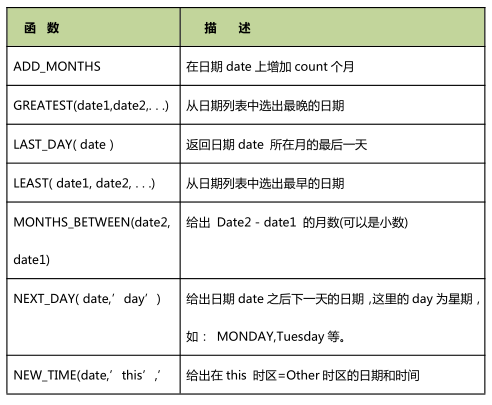 函 数 描 述
ADD_MONTHS 在日期 date 上增加 count 个月
GREATEST(date1,date2,. . .) 从日期列表中选出最晚的日期
LAST_DAY( date ) 返回日期 date 所在月的最后一天
LEAST( date1, date2, . . .) 从日期列表中选出最早的日期
MONTHS_BETWEEN(date2, 给出 Date2 - date1 的月数(可以是小数)
date1)
NEXT_DAY( date,’day’) 给出日期 date 之后下一天的日期,这里的 day 为星期,
如： MONDAY,Tuesday 等。
NEW_TIME(date,’this’,’ 给出在 this 时区=Other 时区的日期和时间